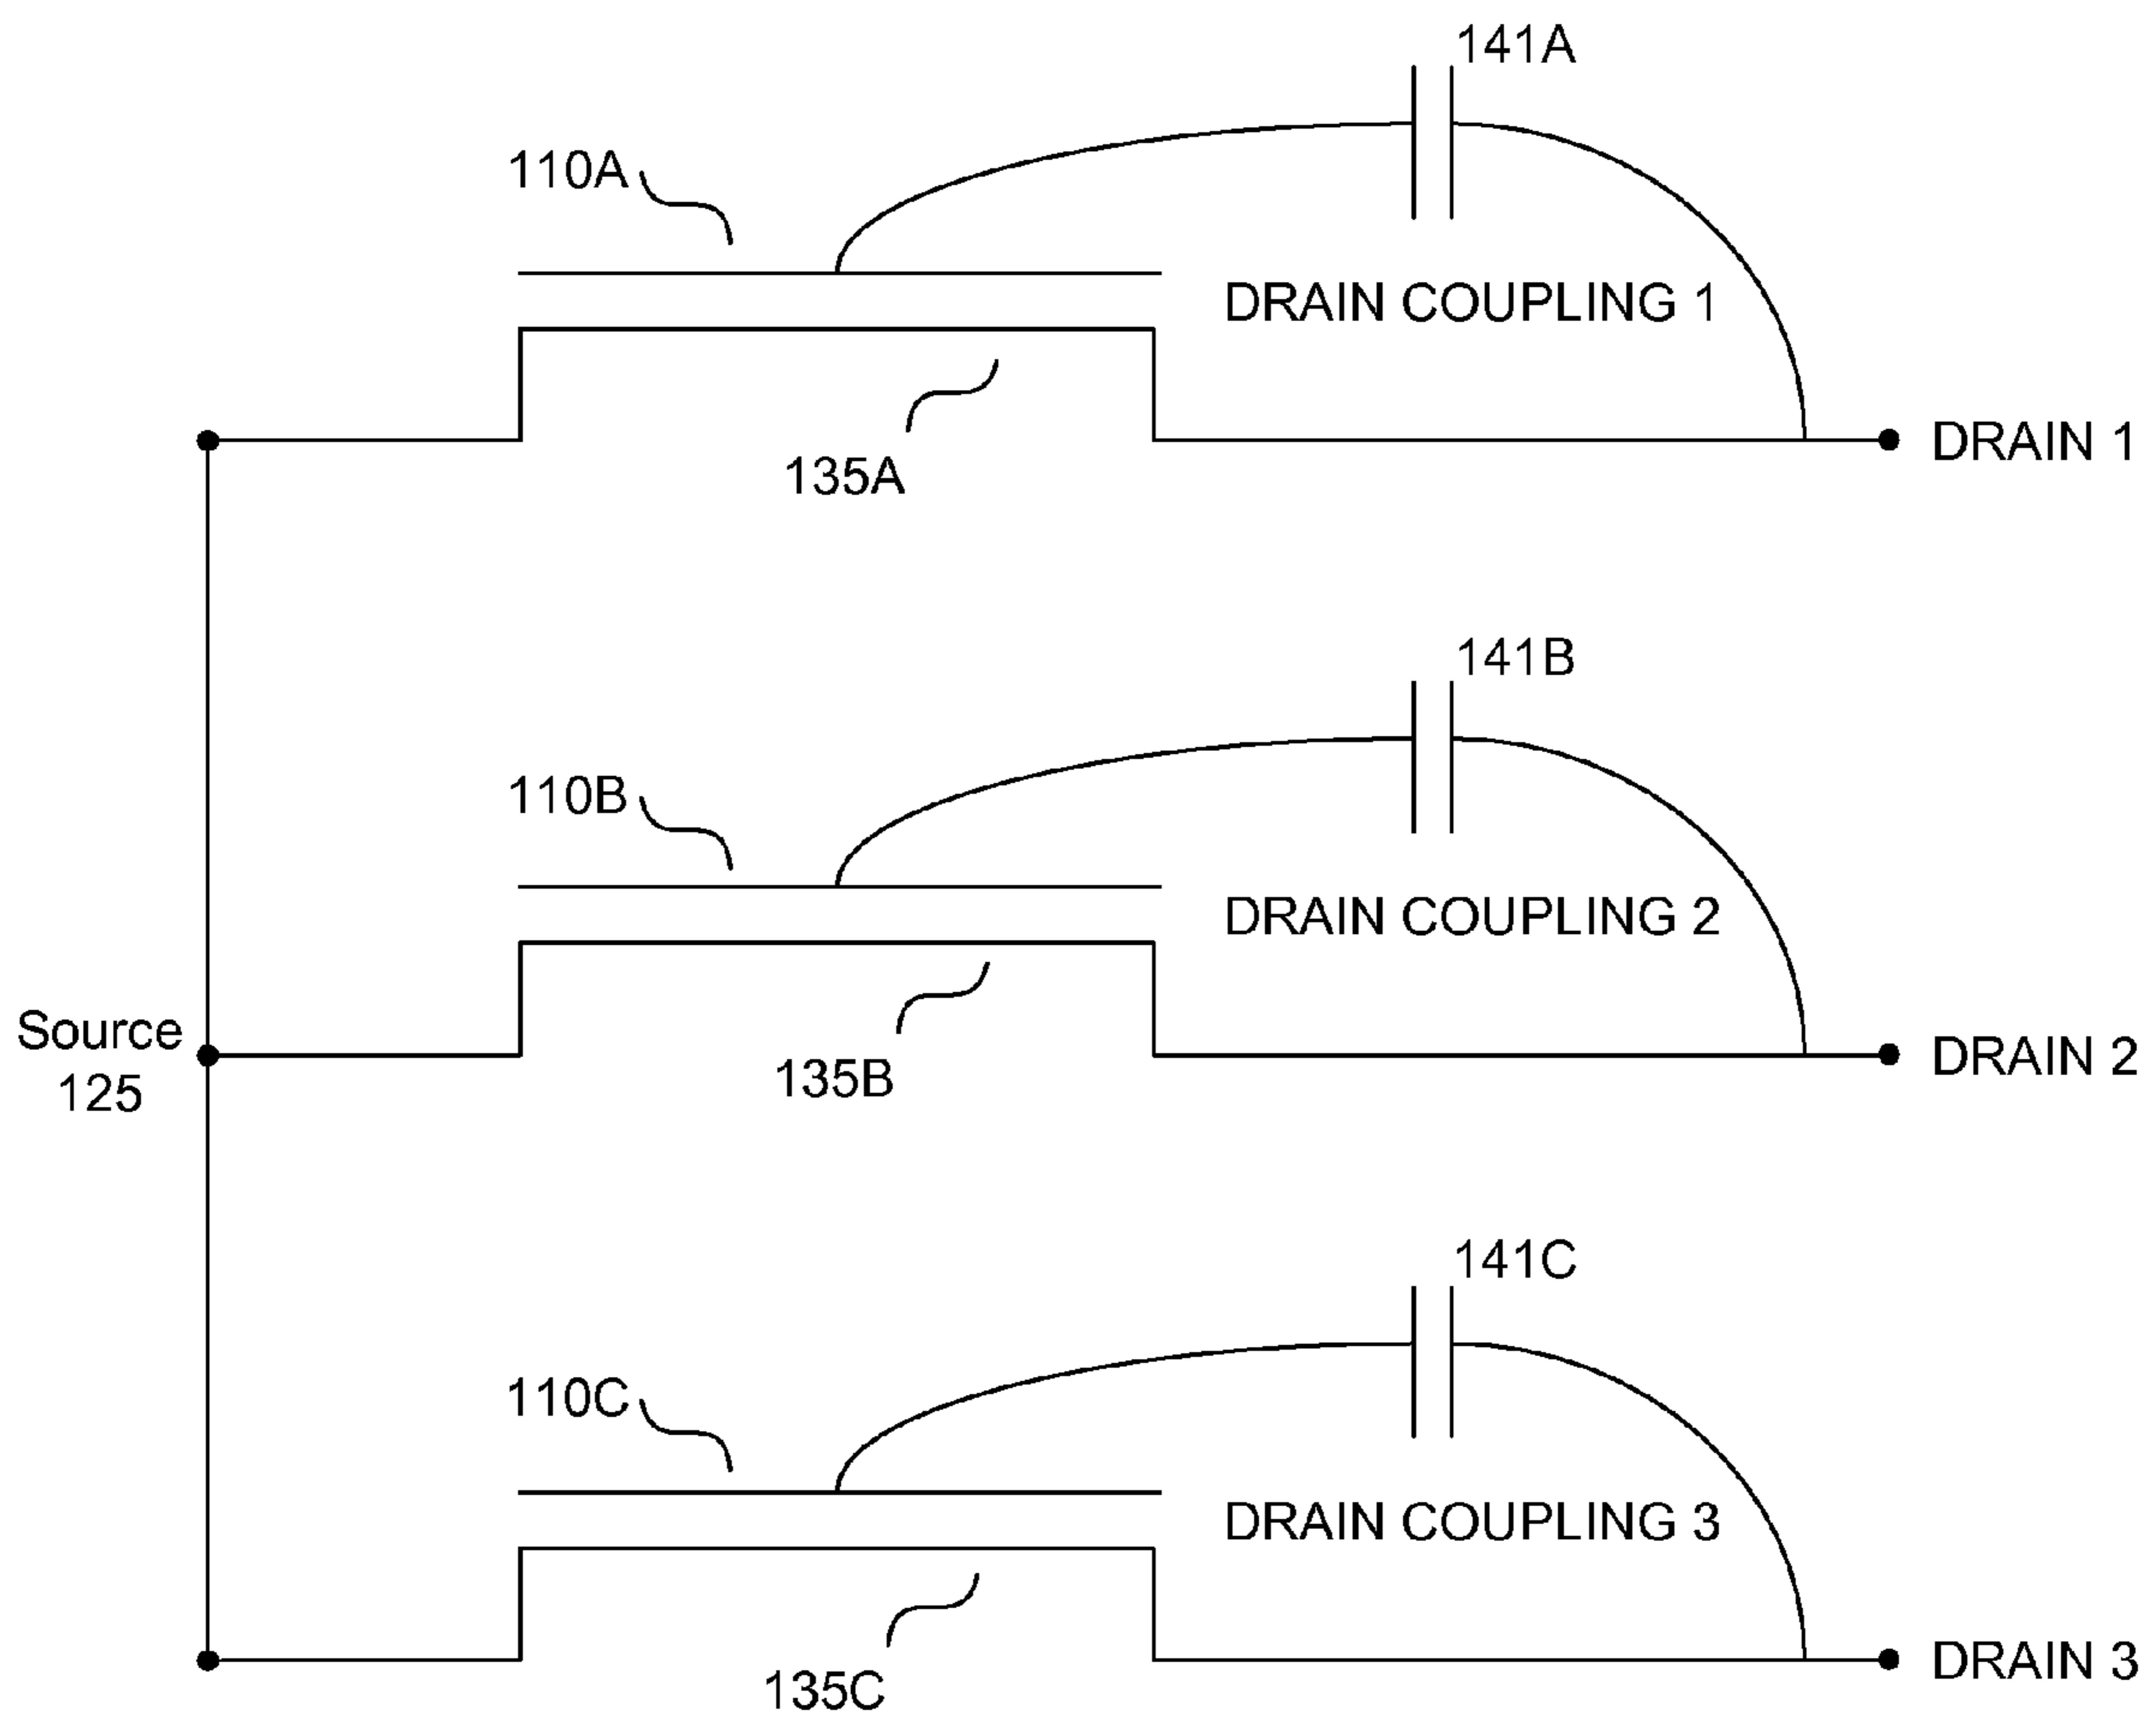 141A
110A
DRAIN COUPLING 1
DRAIN 1
135A
141B
110B
DRAIN COUPLING 2
Source
125
DRAIN 2
135B
141C
110C
DRAIN COUPLING 3
DRAIN 3
135C